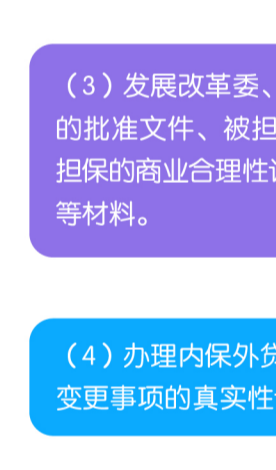 （3）发展改革委、
的批准文件、被担
担保的商业合理性
等材料。
（4）办理内保外贷
变更事项的真实性